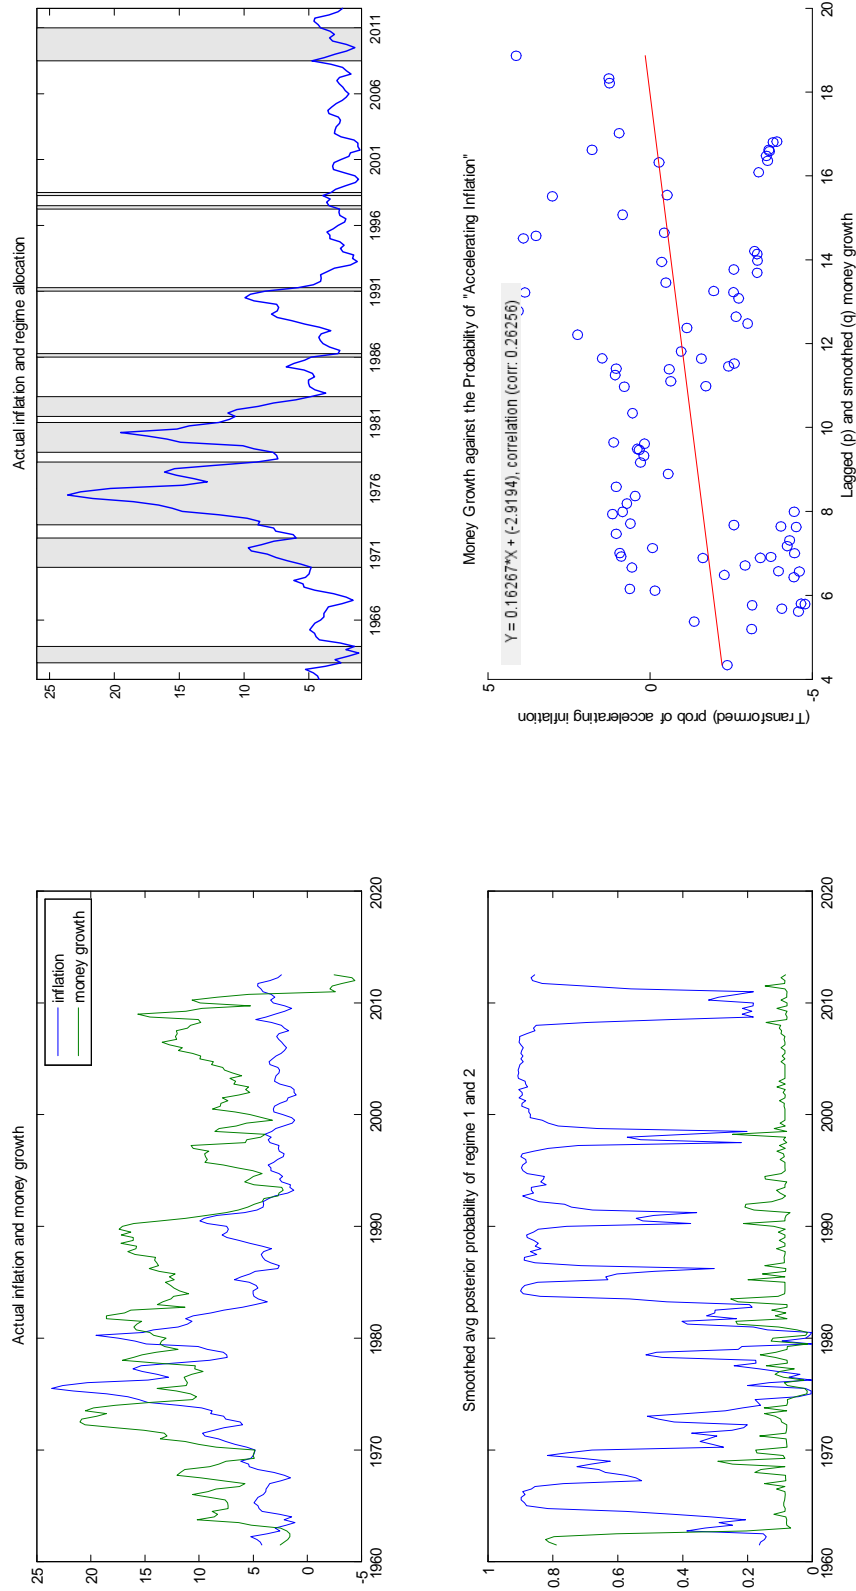 Actual inflation and money growth
25
20
15
10
5
0
-5
1960 1970 1980 1990 2000 2010 2020
inflation
money growth
Actual inflation and regime allocation
25
20
15
10
5
1966 1971 1976 1981 1986 1991 1996 2001 2006 2011
Smoothed avg posterior probability of regime 1 and 2
1
0.8
0.6
0.4
0.2
0
1960 1970 1980 1990 2000 2010 2020
Money Growth against the Probability of "Accelerating Inflation"
Y = 0.16267*X + (-2.9194), correlation (corr: 0.26256)
(Transformed) prob of accelerating inflation
5
0
-5
4 6 8 10 12 14 16 18 20
Lagged (p) and smoothed (q) money growth